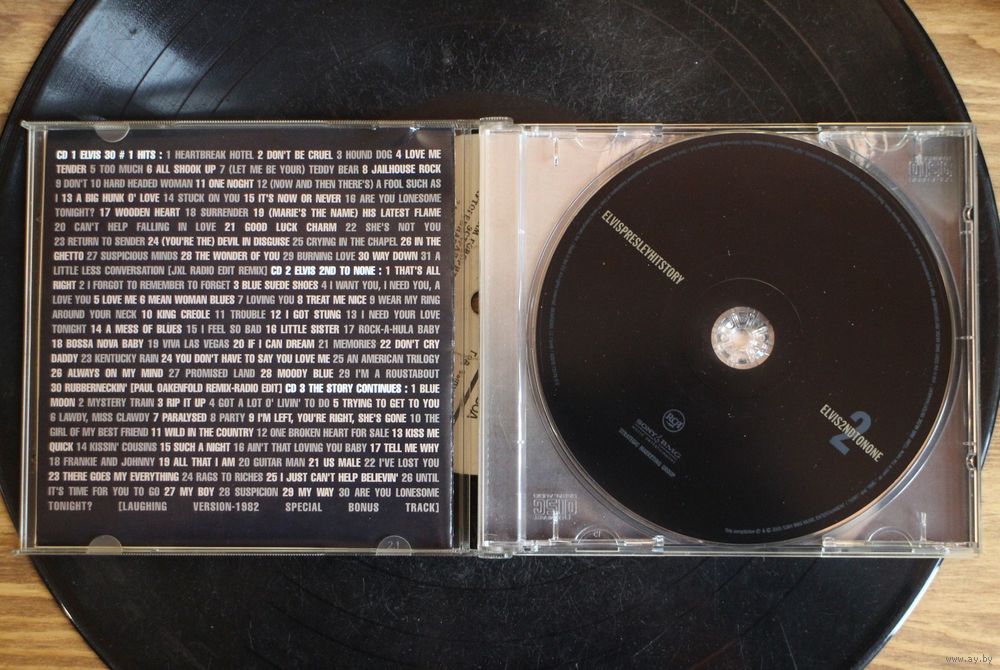 CD 1 ELVIS 30 # 1 HITS : 1 HEARTBREAK HOTEL 2 DON'T BE CRUEL 3 HOUND DOG 4 LOVE ME
TENDER 5 TOO MUCH 6 ALL SHOOK UP 7 (LET ME BE YOUR) TEDDY BEAR 8 JAILHOUSE ROCK
9 DON'T 10 HARD HEADED WOMAN 11 ONE NOGHT 12 (NOW AND THEN THERE'S) A FOOL SUCH AS
I 13 A BIG HUNK O' LOVE 14 STUCK ON YOU 15 IT'S NOW OR NEVER 16 ARE YOU LONESOME
TONIGHT? 17 WOODEN HEART 18 SURRENDER 19 (MARIE'S THE NAME) HIS LATEST FLAME
20 CAN'T HELP FALLING IN LOVE 21 GOOD LUCK CHARM 22 SHE'S NOT YOU
23 RETURN TO SENDER 24 (YOU'RE THE) DEVIL IN DISGUISE 25 CRYING IN THE CHAPEL 26 IN THE
GHETTO 27 SUSPICIOUS MINDS 28 THE WONDER OF YOU 29 BURNING LOVE 30 WAY DOWN 31 A
LITTLE LESS CONVERSATION [JXL RADIO EDIT REMIX] CD 2 ELVIS 2ND TO NONE : 1 THAT'S ALL
RIGHT 2 I FORGOT TO REMEMBER TO FORGET 3 BLUE SUEDE SHOES 4 I WANT YOU, I NEED YOU, A
LOVE YOU 5 LOVE ME 6 MEAN WOMAN BLUES 7 LOVING YOU 8 TREAT ME NICE 9 WEAR MY RING
AROUND YOUR NECK 10 KING CREOLE 11 TROUBLE 12 I GOT STUNG 13 I NEED YOUR LOVE
TONIGHT 14 A MESS OF BLUES 15 I FEEL SO BAD 16 LITTLE SISTER 17 ROCK-A-HULA BABY
18 BOSSA NOVA BABY 19 VIVA LAS VEGAS 20 IF I CAN DREAM 21 MEMORIES 22 DON'T CRY
DADDY 23 KENTUCKY RAIN 24 YOU DON'T HAVE TO SAY YOU LOVE ME 25 AN AMERICAN TRILOGY
26 ALWAYS ON MY MIND 27 PROMISED LAND 28 MOODY BLUE 29 I'M A ROUSTABOUT
30 RUBBERNECKIN' [PAUL OAKENFOLD REMIX-RADIO EDIT] CD 3 THE STORY CONTINUES : 1 BLUE
MOON 2 MYSTERY TRAIN 3 RIP IT UP 4 GOT A LOT O' LIVIN' TO DO 5 TRYING TO GET TO YOU
6 LAWDY, MISS CLAWDY 7 PARALYSED 8 PARTY 9 I'M LEFT, YOU'RE RIGHT, SHE'S GONE 10 THE
GIRL OF MY BEST FRIEND 11 WILD IN THE COUNTRY 12 ONE BROKEN HEART FOR SALE 13 KISS ME
QUICK 14 KISSIN' COUSINS 15 SUCH A NIGHT 16 AIN'T THAT LOVING YOU BABY 17 TELL ME WHY
18 FRANKIE AND JOHNNY 19 ALL THAT I AM 20 GUITAR MAN 21 US MALE 22 I'VE LOST YOU
23 THERE GOES MY EVERYTHING 24 RAGS TO RICHES 25 I JUST CAN'T HELP BELIEVIN' 26 UNTIL
IT'S TIME FOR YOU TO GO 27 MY BOY 28 SUSPICION 29 MY WAY 30 ARE YOU LONESOME
TONIGHT? [LAUGHING VERSION-1982 SPECIAL BONUS TRACK]
21
ELVISPRESLEYHITSTORY
2
ELVIS2NDTONONE
RCA
SONY BMG
STRATEGIC MARKETING GROUP
www.ay.by